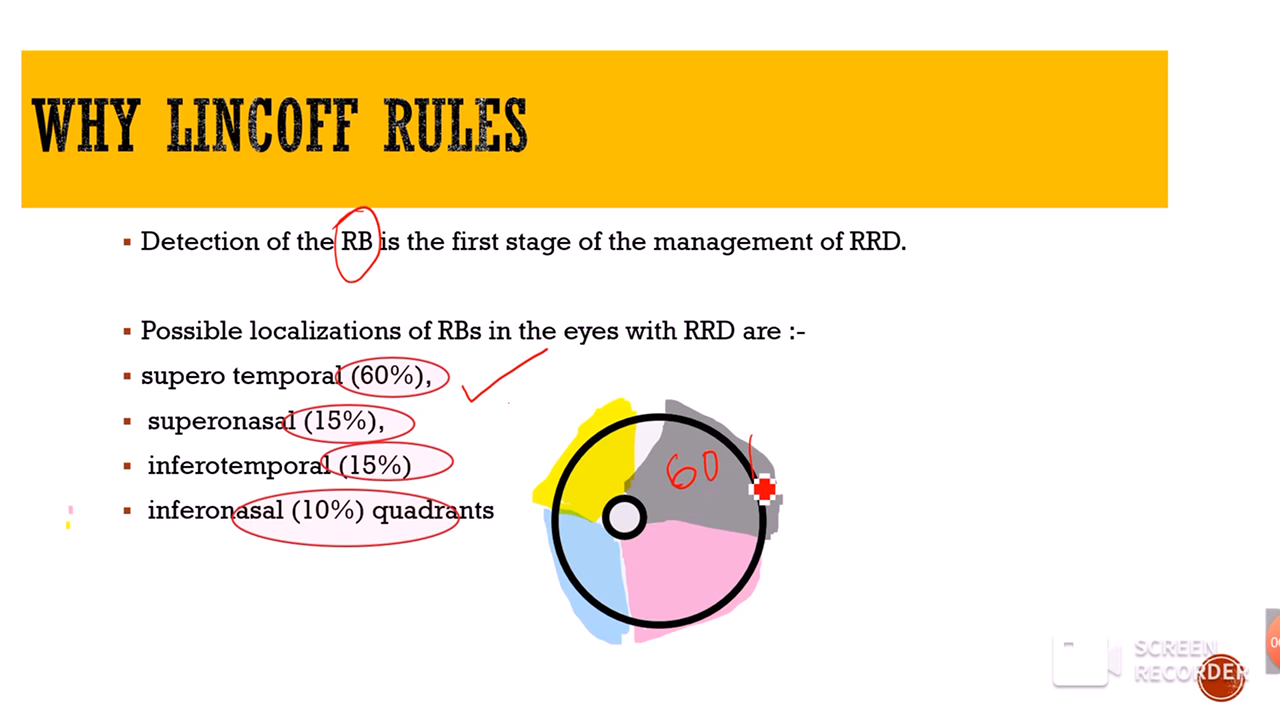 WHY LINCOFF RULES
▪ Detection of the RB is the first stage of the management of RRD.
▪ Possible localizations of RBs in the eyes with RRD are :-
▪ supero temporal (60%),
▪ superonasal (15%),
▪ inferotemporal (15%)
▪ inferonasal (10%) quadrants
60
SCREEN
RECORDER
00